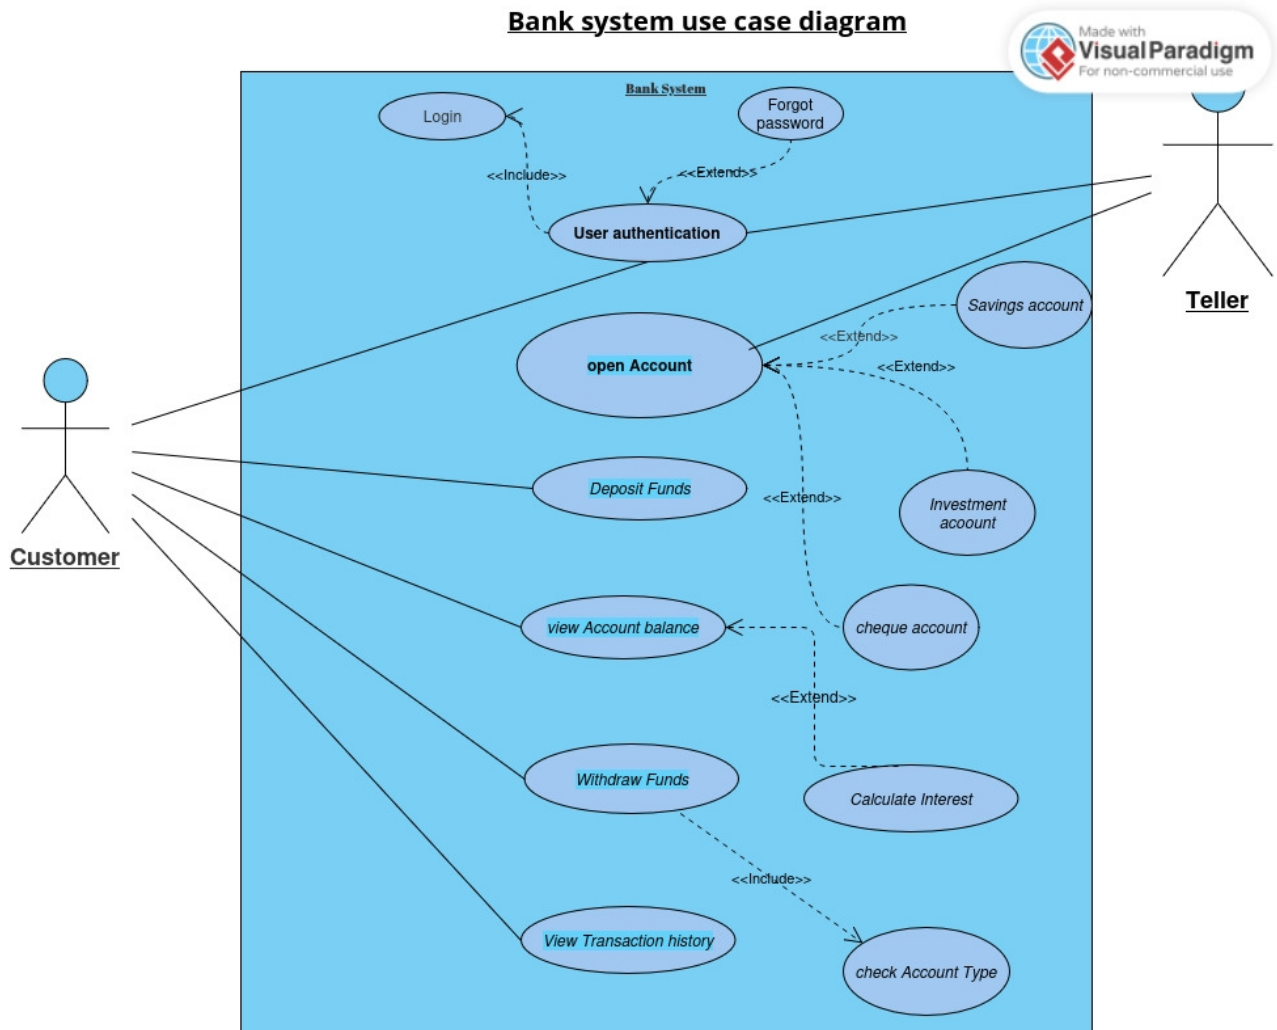 Bank system use case diagram
Made with
Visual Paradigm
For non-commercial use
Bank System
Login
Forgot
password
<<Include>>
<<Extend>>
User authentication
Savings account
Teller
<<Extend>>
open Account
<<Extend>>
Deposit Funds
<<Extend>>
Investment
acoount
Customer
view Account balance
cheque account
<<Extend>>
Withdraw Funds
Calculate Interest
<<Include>>
View Transaction history
check Account Type